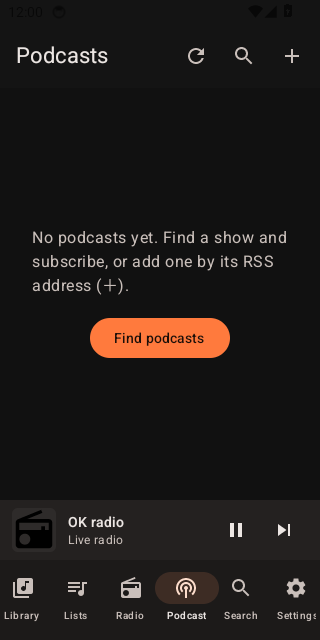 12:00
Podcasts
No podcasts yet. Find a show and
subscribe, or add one by its RSS
address (+).
Find podcasts
OK radio
Live radio
Library
Lists
Radio
Podcast
Search
Settings